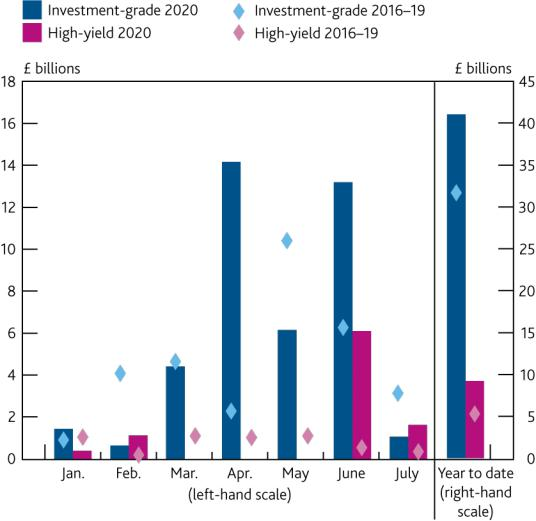 Investment-grade 2020
Investment-grade 2016–19
High-yield 2020
High-yield 2016–19
£ billions
£ billions
18
45
16
40
14
35
12
30
10
25
8
20
6
15
4
10
2
5
0
0
Jan.
Feb.
Mar.
Apr.
May
June
July
Year to date
(left-hand scale)
(right-hand
scale)